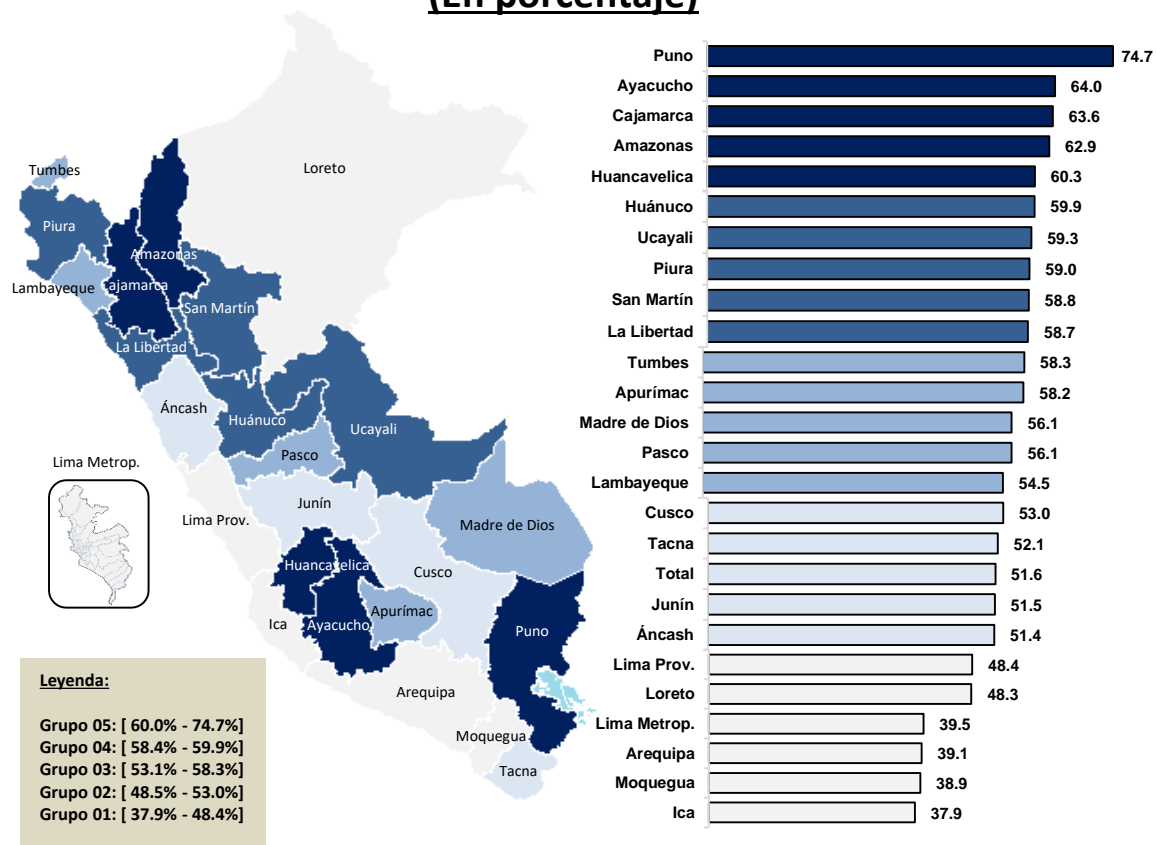 (En porcentaje)
Loreto
Tumbes
Piura
Amazonas
Lambayeque
Cajamarca
San Martín
La Libertad
Áncash
Huánuco
Ucayali
Pasco
Lima Metrop.
Junín
Lima Prov.
Madre de Dios
Huancavelica
Cusco
Ica
Ayacucho
Apurímac
Puno
Arequipa
Moquegua
Tacna
Leyenda:
Grupo 05: [ 60.0% - 74.7%]
Grupo 04: [ 58.4% - 59.9%]
Grupo 03: [ 53.1% - 58.3%]
Grupo 02: [ 48.5% - 53.0%]
Grupo 01: [ 37.9% - 48.4%]
Puno 74.7
Ayacucho 64.0
Cajamarca 63.6
Amazonas 62.9
Huancavelica 60.3
Huánuco 59.9
Ucayali 59.3
Piura 59.0
San Martín 58.8
La Libertad 58.7
Tumbes 58.3
Apurímac 58.2
Madre de Dios 56.1
Pasco 56.1
Lambayeque 54.5
Cusco 53.0
Tacna 52.1
Total 51.6
Junín 51.5
Áncash 51.4
Lima Prov. 48.4
Loreto 48.3
Lima Metrop. 39.5
Arequipa 39.1
Moquegua 38.9
Ica 37.9